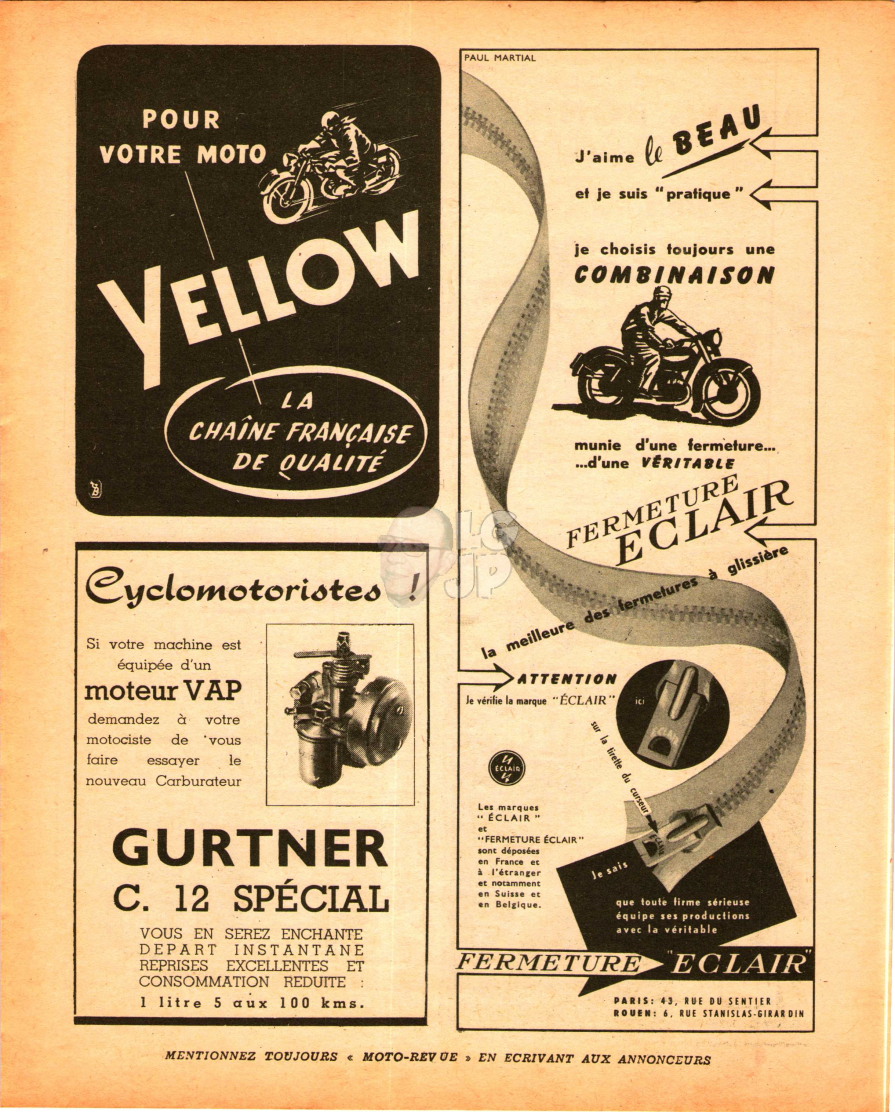 POUR
VOTRE MOTO
YELLOW
LA
CHAÎNE FRANÇAISE
DE QUALITÉ
Cyclomotoristes !
Si votre machine est
équipée d'un
moteur VAP
demandez à votre
motociste de vous
faire essayer le
nouveau Carburateur
GURTNER
C. 12 SPÉCIAL
VOUS EN SEREZ ENCHANTE
DEPART INSTANTANE
REPRISES EXCELLENTES ET
CONSOMMATION REDUITE :
1 litre 5 aux 100 kms.
PAUL MARTIAL
J'aime le BEAU
et je suis "pratique"
je choisis toujours une
COMBINAISON
munie d'une fermeture...
...d'une VÉRITABLE
FERMETURE
ECLAIR
la meilleure des fermetures à glissière
ATTENTION
Je vérifie la marque "ÉCLAIR"
ici
sur la tirette du curseur
ÉCLAIR
Les marques
" ÉCLAIR "
et
"FERMETURE ÉCLAIR"
sont déposées
en France et
à l'étranger
et notamment
en Suisse et
en Belgique.
Je sais
que toute firme sérieuse
équipe ses productions
avec la véritable
FERMETURE "ECLAIR"
PARIS: 43, RUE DU SENTIER
ROUEN: 6, RUE STANISLAS-GIRARDIN
LG
JP
MENTIONNEZ TOUJOURS « MOTO-REVUE » EN ECRIVANT AUX ANNONCEURS